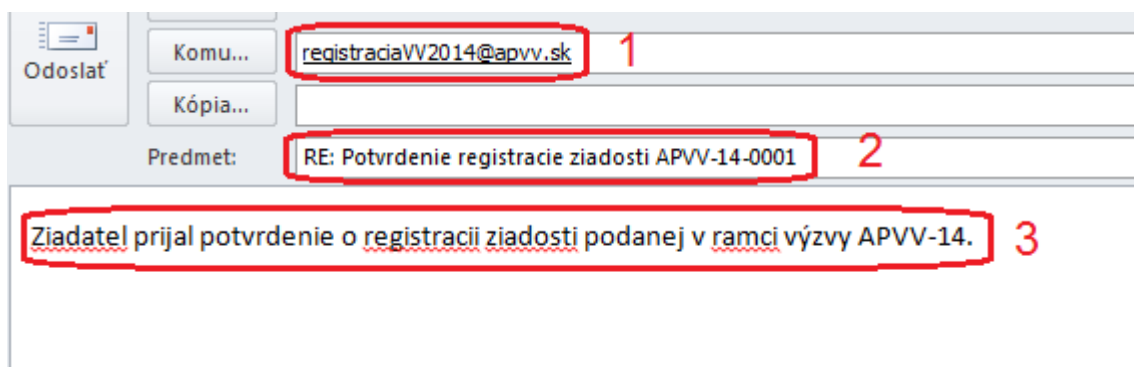 Odoslať
Komu... registraciaVV2014@apvv.sk 1
Kópia...
Predmet: RE: Potvrdenie registracie ziadosti APVV-14-0001 2
Ziadatel prijal potvrdenie o registracii ziadosti podanej v ramci výzvy APVV-14. 3